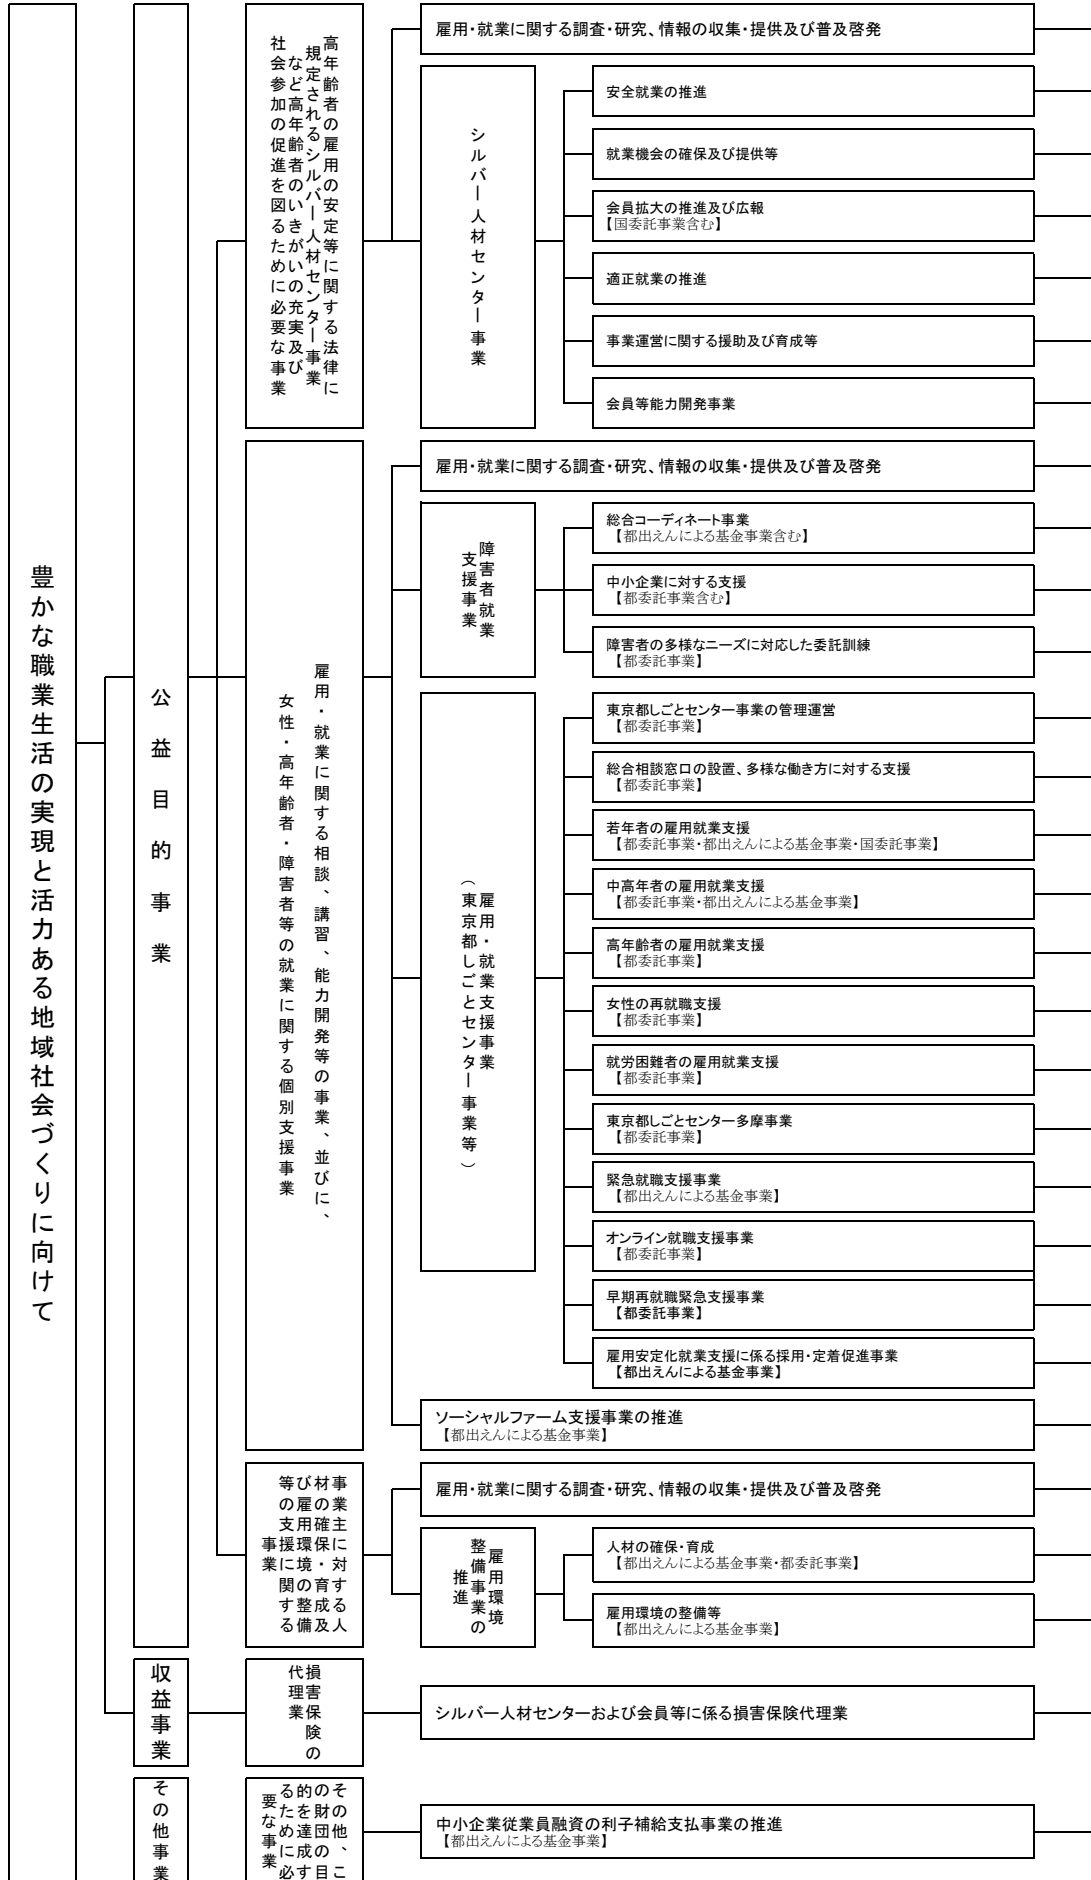 豊かな職業生活の実現と活力ある地域社会づくりに向けて
公益目的事業
高年齢者の雇用の安定等に関する法律に
規定されるシルバー人材センター事業
など高年齢者のいきがいの充実及び
社会参加の促進を図るために必要な事業
雇用・就業に関する調査・研究、情報の収集・提供及び普及啓発
シルバー人材センター事業
安全就業の推進
就業機会の確保及び提供等
会員拡大の推進及び広報
【国委託事業含む】
適正就業の推進
事業運営に関する援助及び育成等
会員等能力開発事業
雇用・就業に関する相談、講習、能力開発等の事業、並びに、
女性・高年齢者・障害者等の就業に関する個別支援事業
雇用・就業に関する調査・研究、情報の収集・提供及び普及啓発
障害者就業
支援事業
総合コーディネート事業
【都出えんによる基金事業含む】
中小企業に対する支援
【都委託事業含む】
障害者の多様なニーズに対応した委託訓練
【都委託事業】
雇用・就業支援事業
（東京都しごとセンター事業等）
東京都しごとセンター事業の管理運営
【都委託事業】
総合相談窓口の設置、多様な働き方に対する支援
【都委託事業】
若年者の雇用就業支援
【都委託事業・都出えんによる基金事業・国委託事業】
中高年者の雇用就業支援
【都委託事業・都出えんによる基金事業】
高年齢者の雇用就業支援
【都委託事業】
女性の再就職支援
【都委託事業】
就労困難者の雇用就業支援
【都委託事業】
東京都しごとセンター多摩事業
【都委託事業】
緊急就職支援事業
【都出えんによる基金事業】
オンライン就職支援事業
【都委託事業】
早期再就職緊急支援事業
【都委託事業】
雇用安定化就業支援に係る採用・定着促進事業
【都出えんによる基金事業】
ソーシャルファーム支援事業の推進
【都出えんによる基金事業】
事業主に対する人
材の確保・育成及
び雇用環境の整備
等の支援に関する
事業
雇用・就業に関する調査・研究、情報の収集・提供及び普及啓発
雇用環境
整備事業の
推進
人材の確保・育成
【都出えんによる基金事業・都委託事業】
雇用環境の整備等
【都出えんによる基金事業】
収益事業
損害保険の
代理業
シルバー人材センターおよび会員等に係る損害保険代理業
その他事業
その他、こ
の財団の目
的を達成す
るために必
要な事業
中小企業従業員融資の利子補給支払事業の推進
【都出えんによる基金事業】